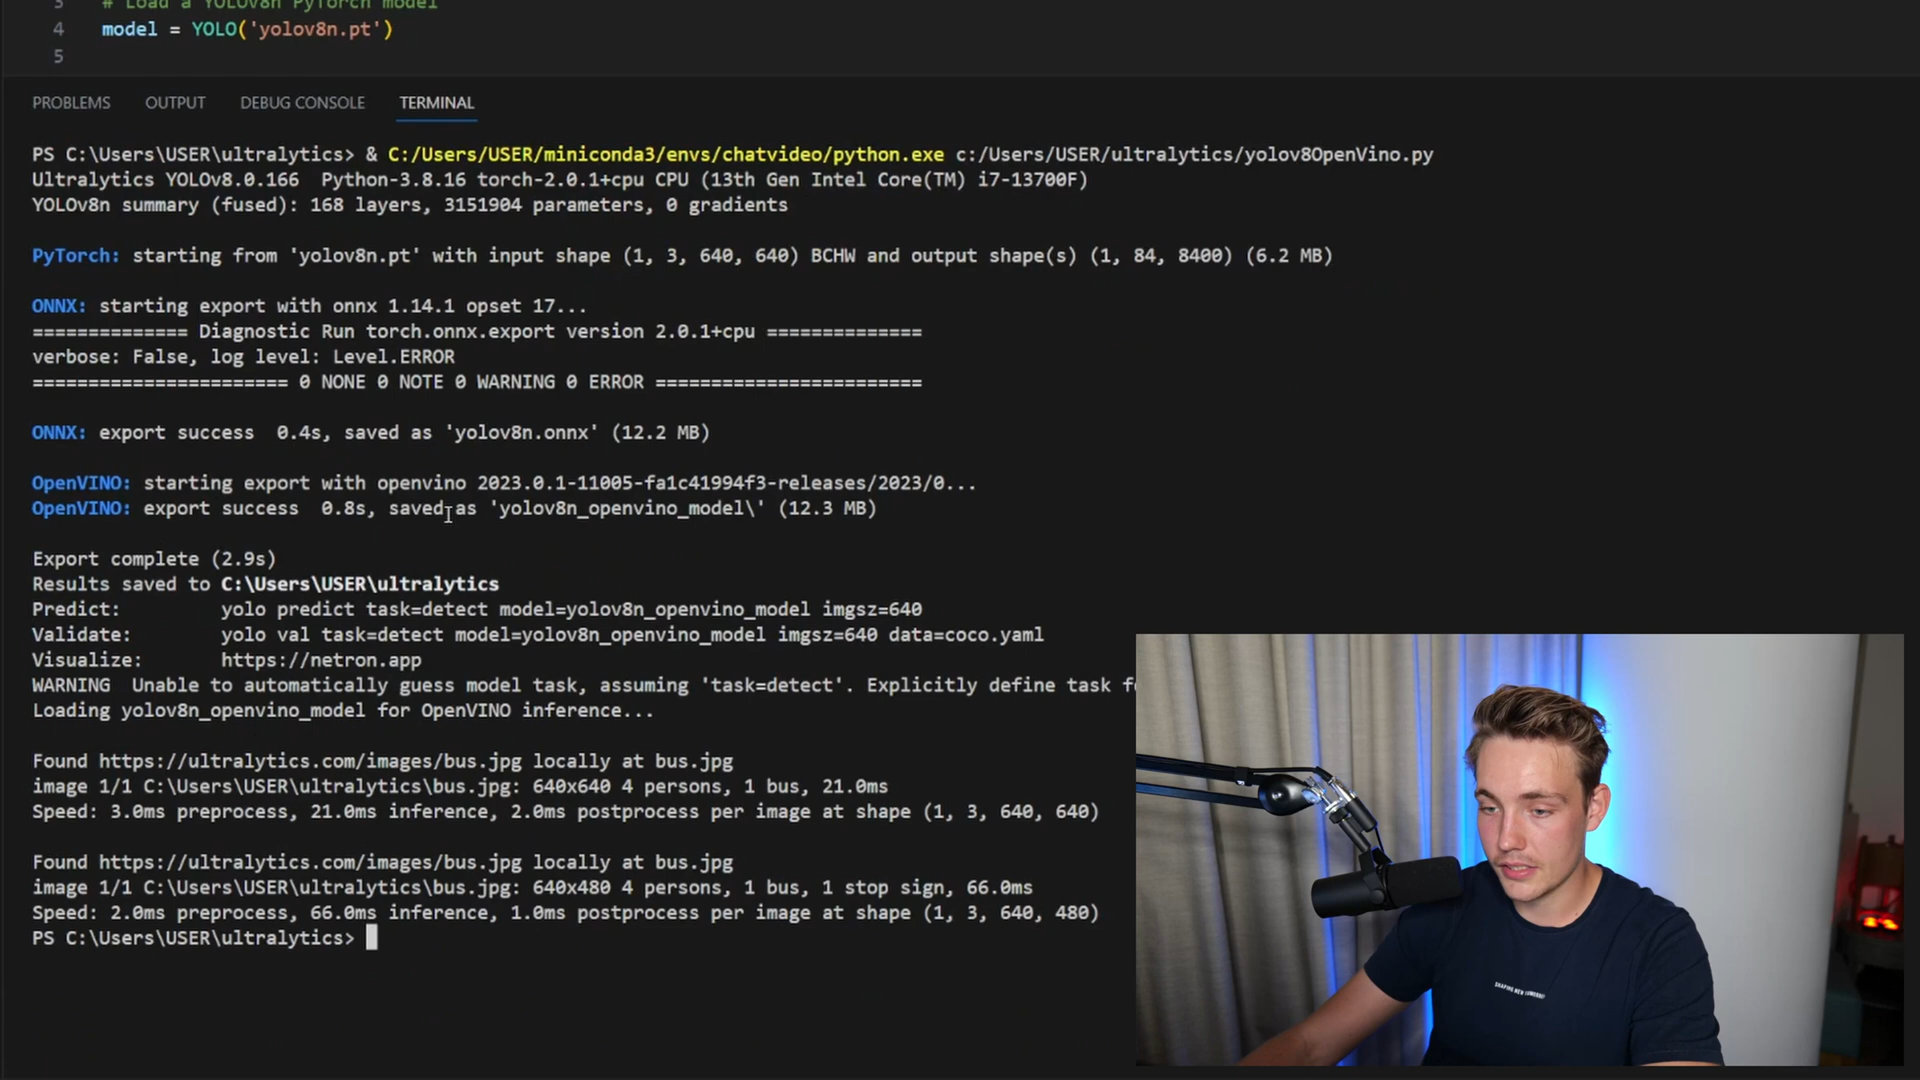 3 # Load a YOLOv8n PyTorch model
4 model = YOLO('yolov8n.pt')
5
PROBLEMS OUTPUT DEBUG CONSOLE TERMINAL
PS C:\Users\USER\ultralytics> & C:/Users/USER/miniconda3/envs/chatvideo/python.exe c:/Users/USER/ultralytics/yolov8OpenVino.py
Ultralytics YOLOv8.0.166 Python-3.8.16 torch-2.0.1+cpu CPU (13th Gen Intel Core(TM) i7-13700F)
YOLOv8n summary (fused): 168 layers, 3151904 parameters, 0 gradients
PyTorch: starting from 'yolov8n.pt' with input shape (1, 3, 640, 640) BCHW and output shape(s) (1, 84, 8400) (6.2 MB)
ONNX: starting export with onnx 1.14.1 opset 17...
============== Diagnostic Run torch.onnx.export version 2.0.1+cpu ==============
verbose: False, log level: Level.ERROR
======================= 0 NONE 0 NOTE 0 WARNING 0 ERROR ========================
ONNX: export success 0.4s, saved as 'yolov8n.onnx' (12.2 MB)
OpenVINO: starting export with openvino 2023.0.1-11005-fa1c41994f3-releases/2023/0...
OpenVINO: export success 0.8s, saved as 'yolov8n_openvino_model\' (12.3 MB)
Export complete (2.9s)
Results saved to C:\Users\USER\ultralytics
Predict: yolo predict task=detect model=yolov8n_openvino_model imgsz=640
Validate: yolo val task=detect model=yolov8n_openvino_model imgsz=640 data=coco.yaml
Visualize: https://netron.app
WARNING Unable to automatically guess model task, assuming 'task=detect'. Explicitly define task
Loading yolov8n_openvino_model for OpenVINO inference...
Found https://ultralytics.com/images/bus.jpg locally at bus.jpg
image 1/1 C:\Users\USER\ultralytics\bus.jpg: 640x640 4 persons, 1 bus, 21.0ms
Speed: 3.0ms preprocess, 21.0ms inference, 2.0ms postprocess per image at shape (1, 3, 640, 640)
Found https://ultralytics.com/images/bus.jpg locally at bus.jpg
image 1/1 C:\Users\USER\ultralytics\bus.jpg: 640x480 4 persons, 1 bus, 1 stop sign, 66.0ms
Speed: 2.0ms preprocess, 66.0ms inference, 1.0ms postprocess per image at shape (1, 3, 640, 480)
PS C:\Users\USER\ultralytics>
SHAPING NEW TOMORROW